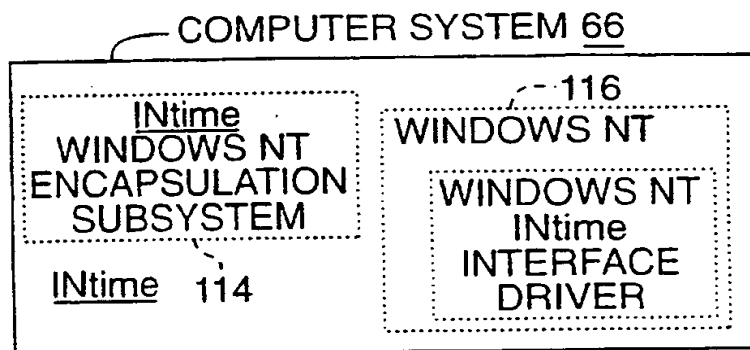 COMPUTER SYSTEM 66
INtime
WINDOWS NT
ENCAPSULATION
SUBSYSTEM
INtime
114
116
WINDOWS NT
WINDOWS NT
INtime
INTERFACE
DRIVER